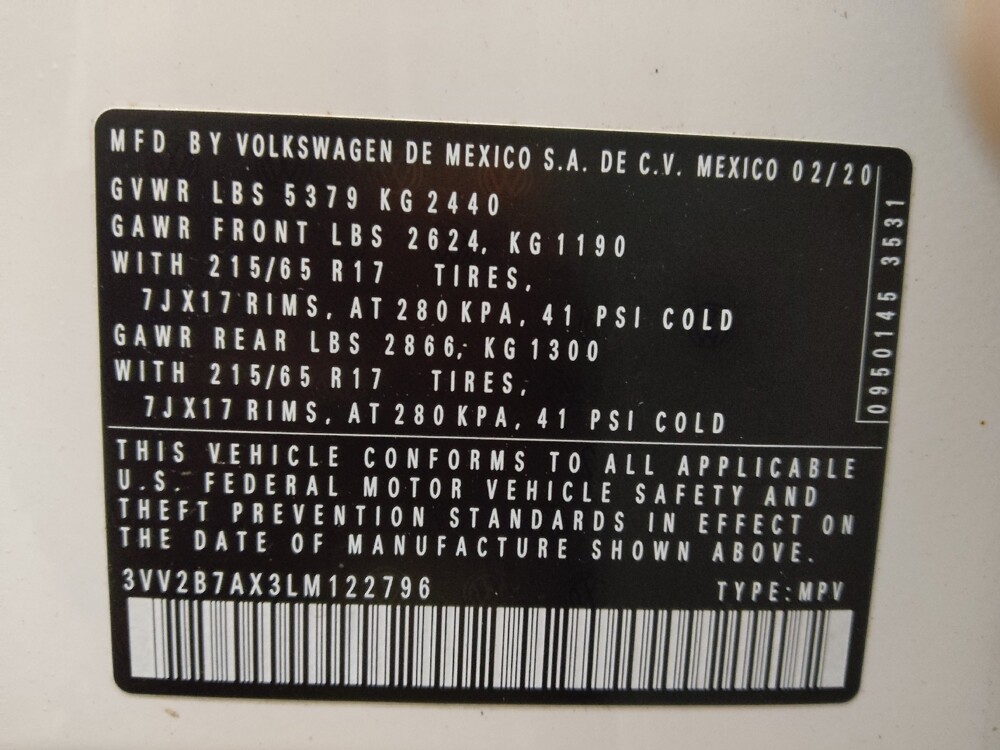 MFD BY VOLKSWAGEN DE MEXICO S.A. DE C.V. MEXICO 02/20
GVWR LBS 5379 KG 2440
GAWR FRONT LBS 2624, KG 1190
WITH 215/65 R17 TIRES,
7JX17 RIMS, AT 280 KPA, 41 PSI COLD
GAWR REAR LBS 2866, KG 1300
WITH 215/65 R17 TIRES,
7JX17 RIMS, AT 280 KPA, 41 PSI COLD
0950145 3531
THIS VEHICLE CONFORMS TO ALL APPLICABLE
U.S. FEDERAL MOTOR VEHICLE SAFETY AND
THEFT PREVENTION STANDARDS IN EFFECT ON
THE DATE OF MANUFACTURE SHOWN ABOVE.
3VV2B7AX3LM122796 TYPE:MPV